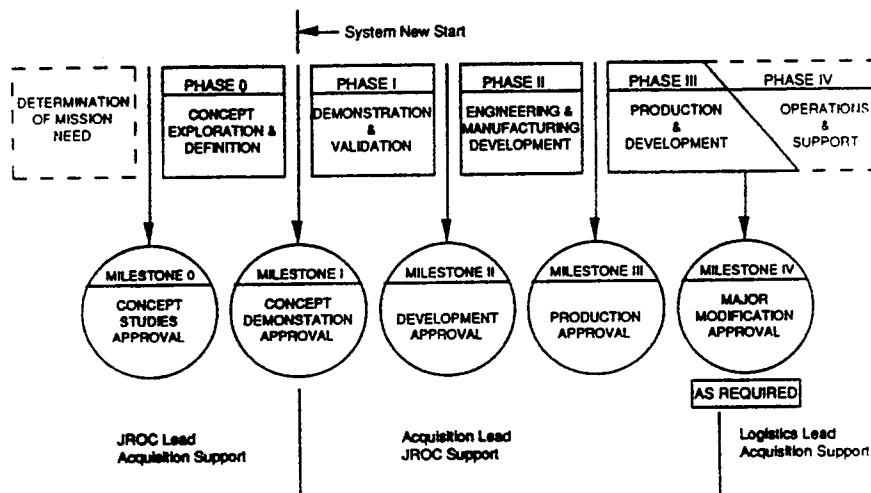 System New Start
DETERMINATION
OF MISSION
NEED
PHASE 0
CONCEPT
EXPLORATION &
DEFINITION
PHASE I
DEMONSTRATION
&
VALIDATION
PHASE II
ENGINEERING &
MANUFACTURING
DEVELOPMENT
PHASE III
PRODUCTION
&
DEVELOPMENT
PHASE IV
OPERATIONS
&
SUPPORT
MILESTONE 0
CONCEPT
STUDIES
APPROVAL
MILESTONE I
CONCEPT
DEMONSTATION
APPROVAL
MILESTONE II
DEVELOPMENT
APPROVAL
MILESTONE III
PRODUCTION
APPROVAL
MILESTONE IV
MAJOR
MODIFICATION
APPROVAL
AS REQUIRED
JROC Lead
Acquisition Support
Acquisition Lead
JROC Support
Logistics Lead
Acquisition Support